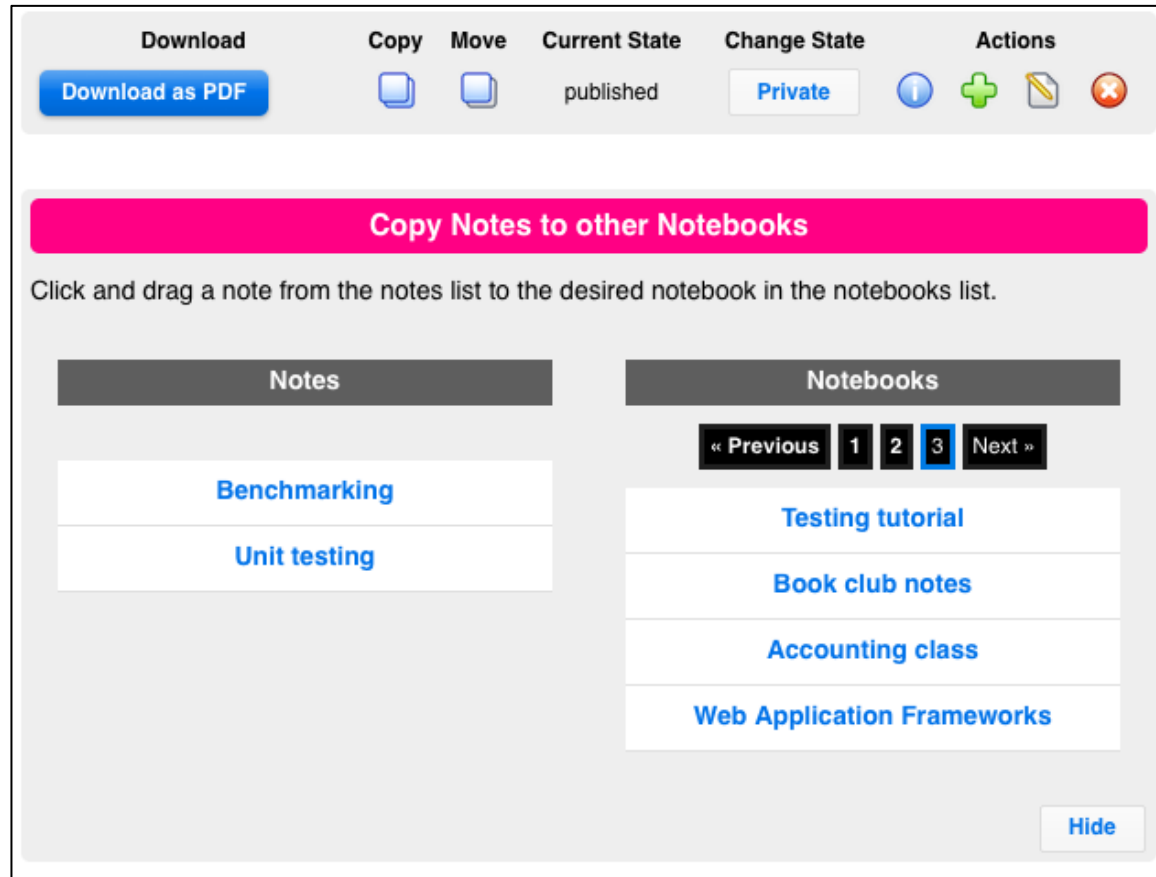 Download Copy Move Current State Change State Actions
Download as PDF published Private
Copy Notes to other Notebooks
Click and drag a note from the notes list to the desired notebook in the notebooks list.
Notes
Benchmarking
Unit testing
Notebooks
« Previous 1 2 3 Next »
Testing tutorial
Book club notes
Accounting class
Web Application Frameworks
Hide